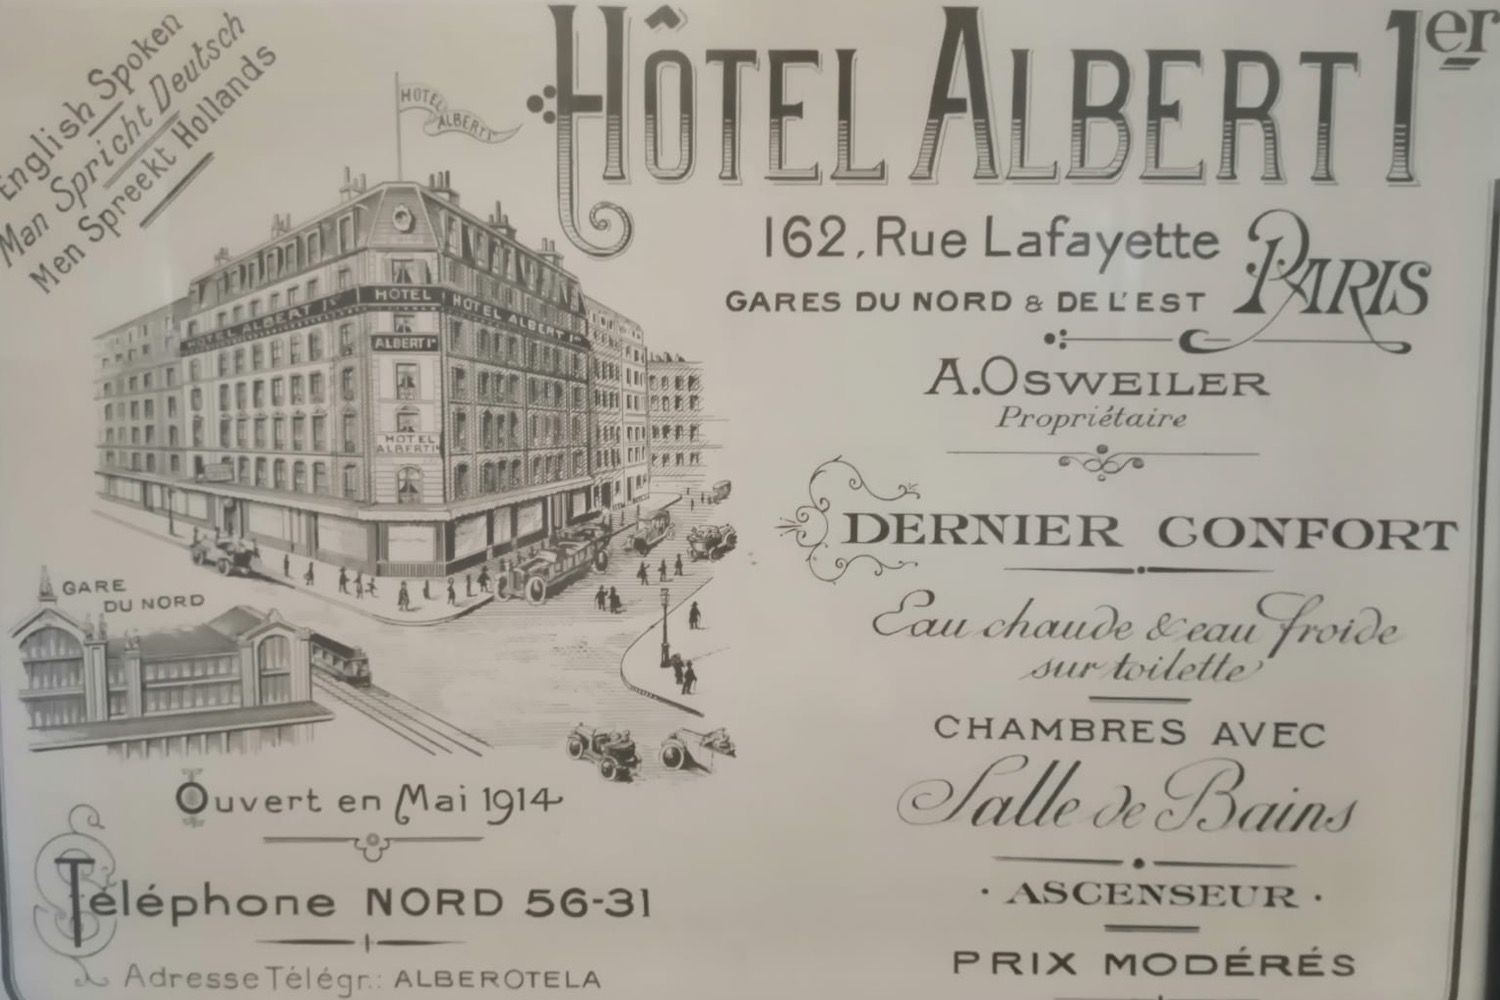 English Spoken
Man Spricht Deutsch
Men Spreekt Hollands
HOTEL
ALBERT 1
HÔTEL ALBERT 1er
162, Rue Lafayette PARIS
GARES DU NORD & DE L'EST
A. OSWEILER
Propriétaire
HOTEL ALBERT 1er
HOTEL
HOTEL ALBERT 1er
ALBERT 1er
HOTEL
ALBERT 1er
GARE
DU NORD
DERNIER CONFORT
Eau chaude & eau froide
sur toilette
CHAMBRES AVEC
Salle de Bains
· ASCENSEUR ·
PRIX MODÉRÉS
Ouvert en Mai 1914
Téléphone NORD 56-31
Adresse Télégr.: ALBEROTELA